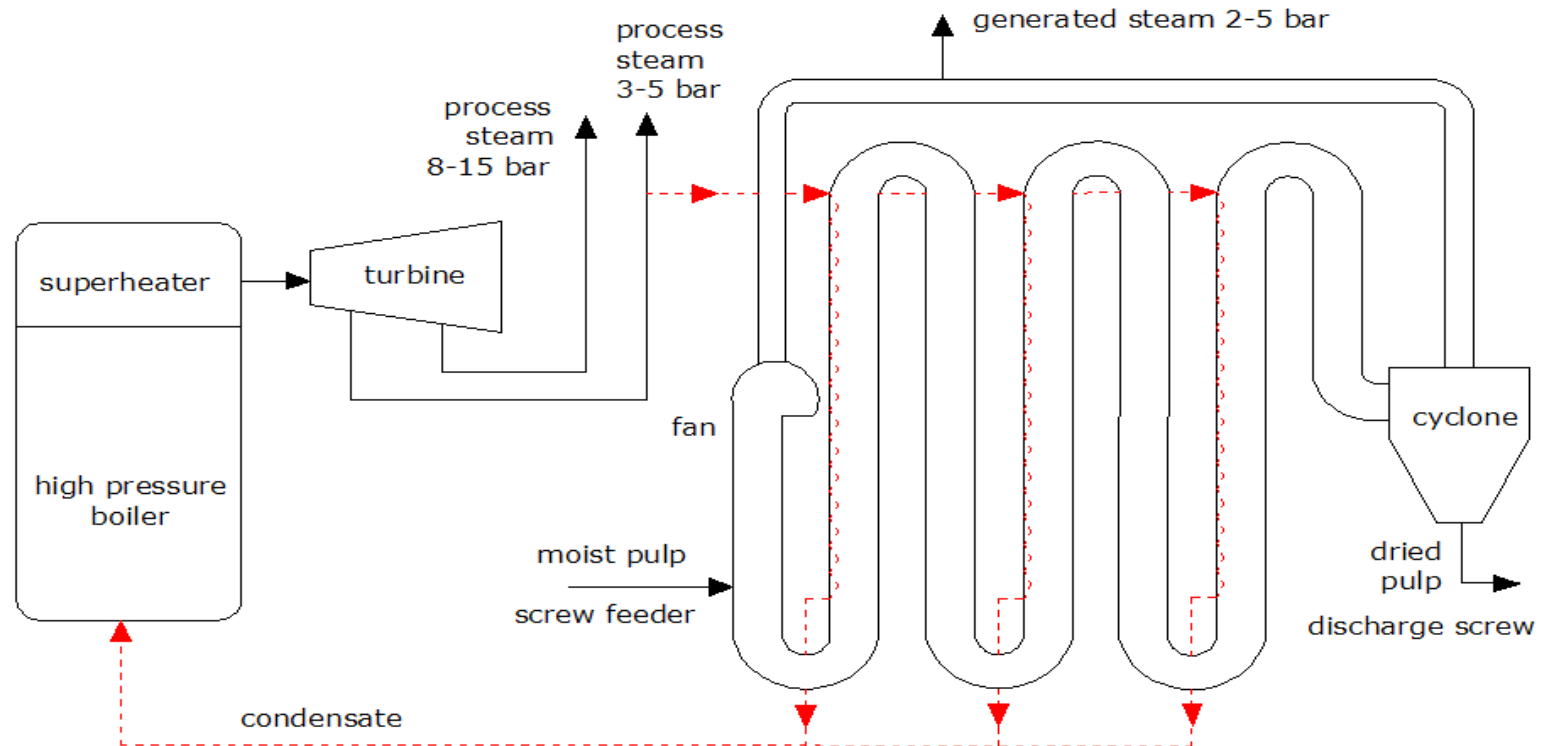 generated steam 2-5 bar
process
steam
3-5 bar
process
steam
8-15 bar
superheater
turbine
high pressure
boiler
fan
cyclone
moist pulp
screw feeder
dried
pulp
discharge screw
condensate